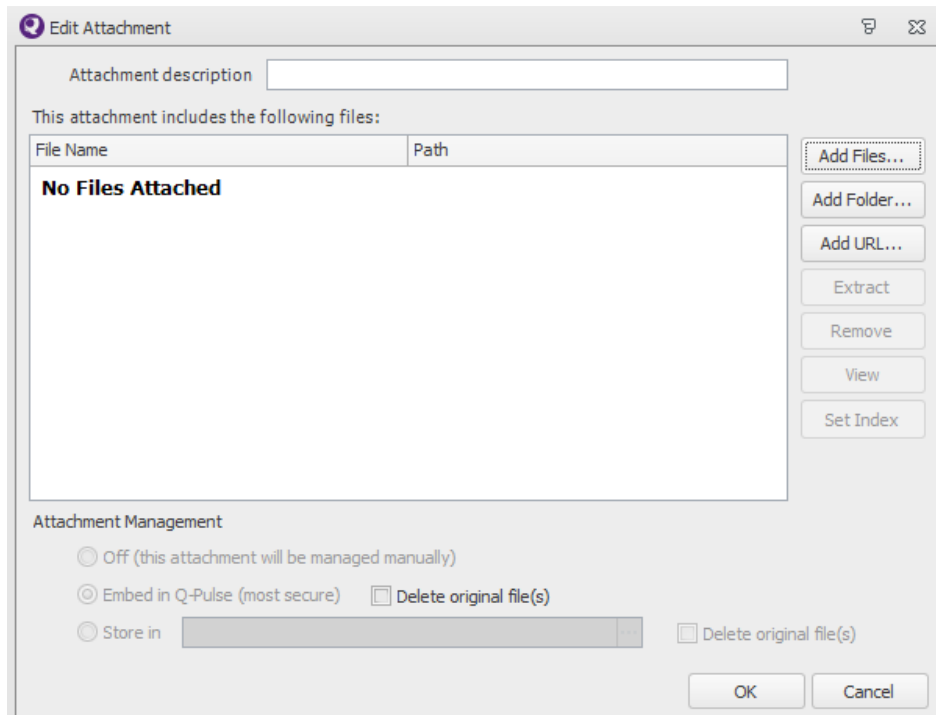 Edit Attachment
Attachment description
This attachment includes the following files:
File Name Path
No Files Attached
Add Files...
Add Folder...
Add URL...
Extract
Remove
View
Set Index
Attachment Management
Off (this attachment will be managed manually)
Embed in Q-Pulse (most secure) Delete original file(s)
Store in ... Delete original file(s)
OK Cancel